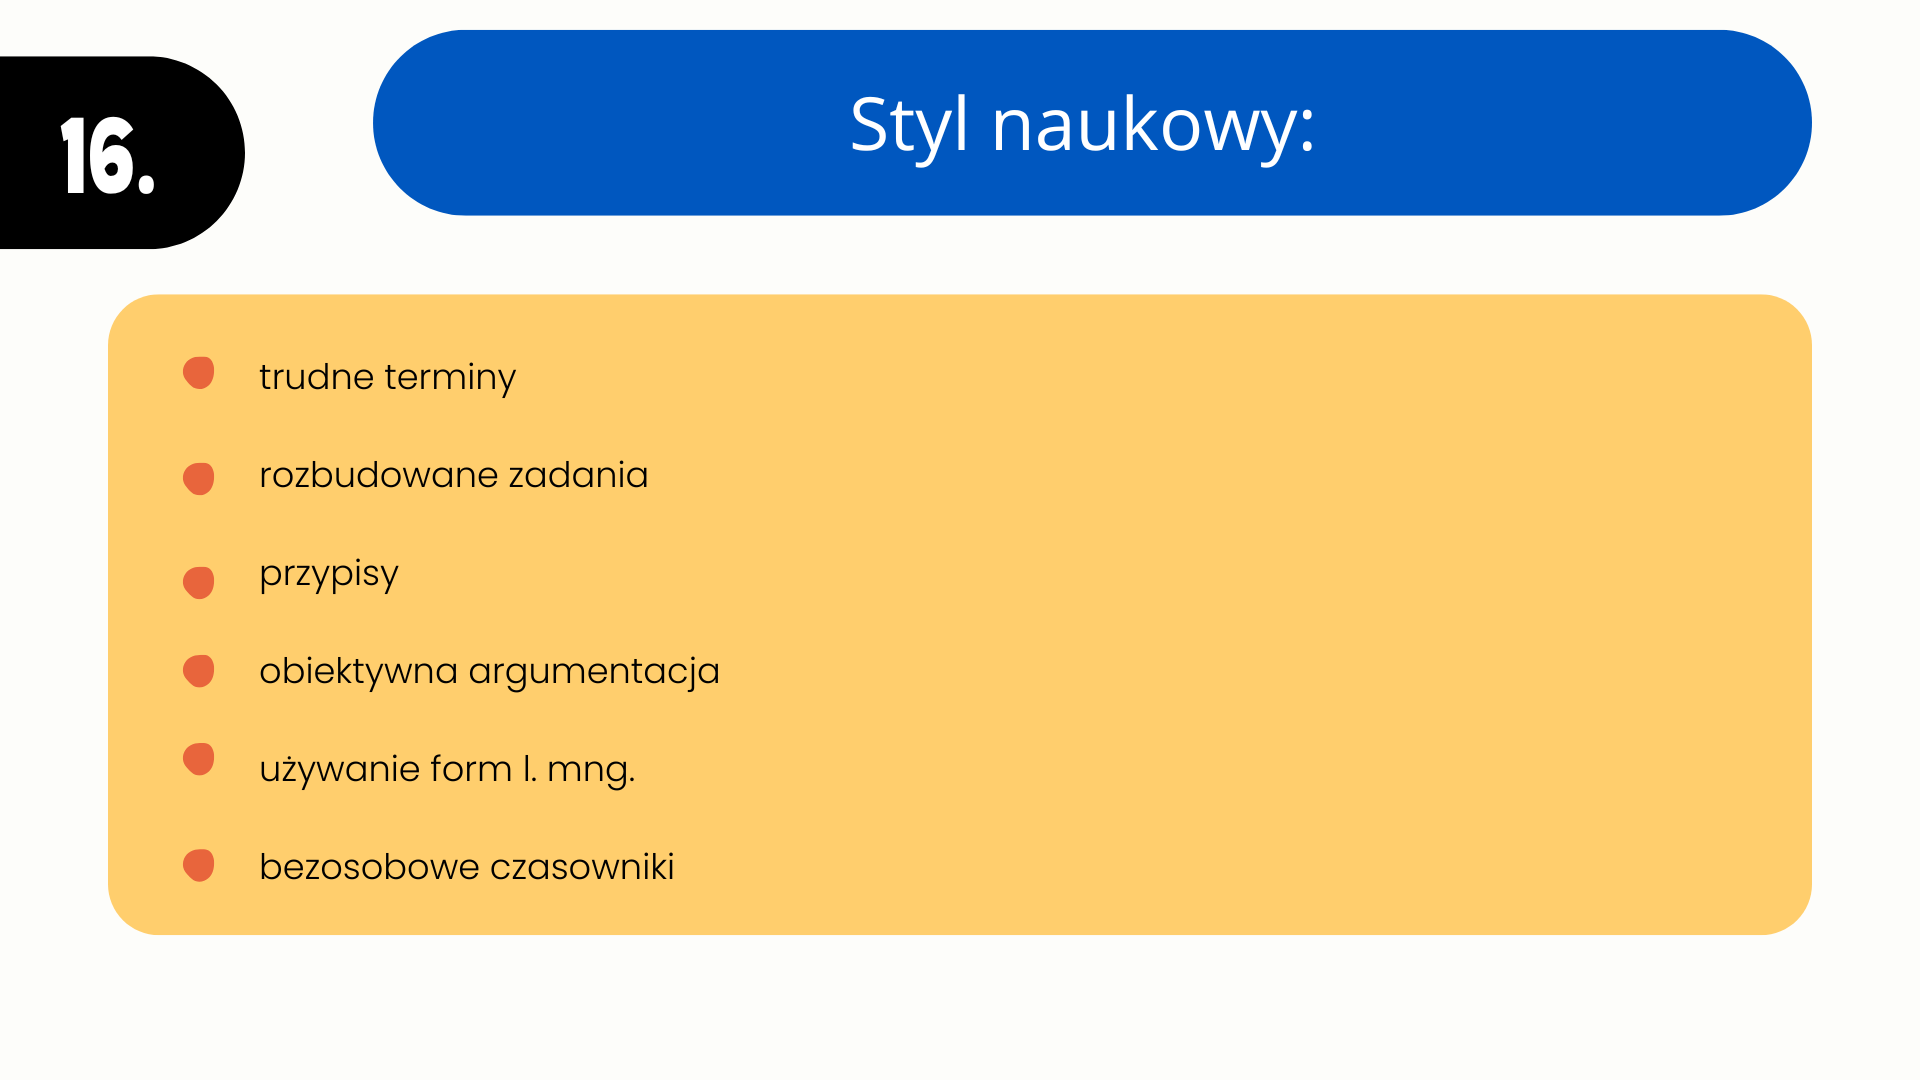 16.
Styl naukowy:
trudne terminy
rozbudowane zadania
przypisy
obiektywna argumentacja
używanie form l. mng.
bezosobowe czasowniki